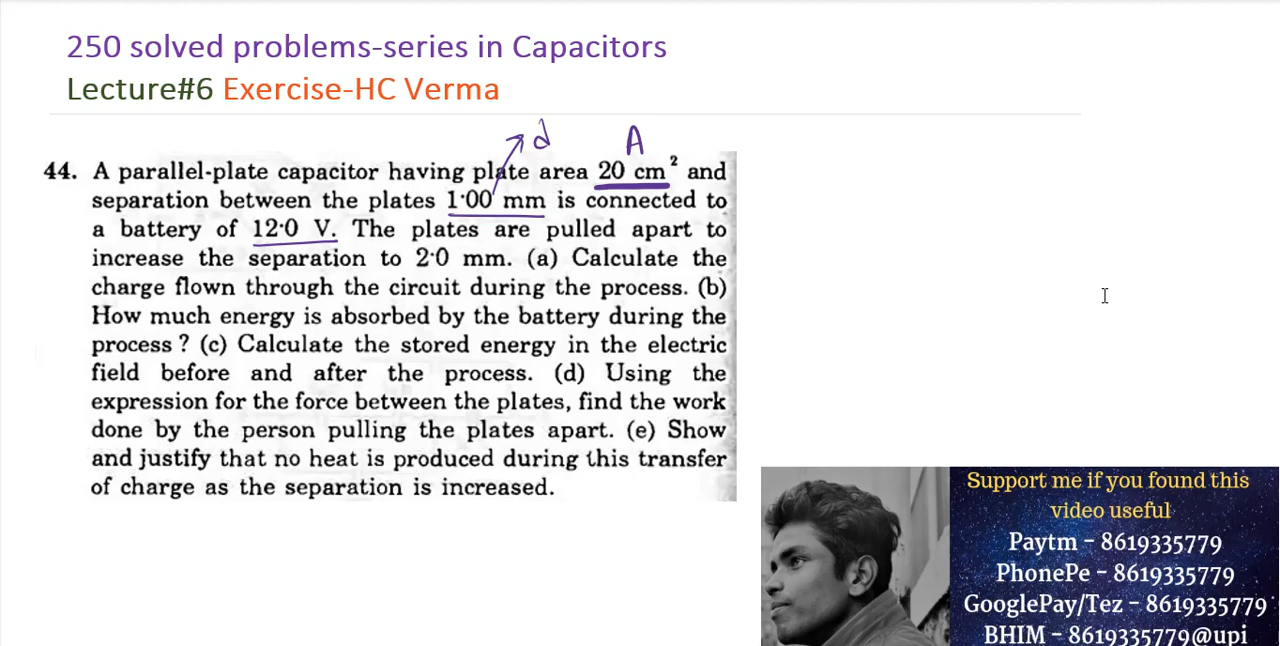 250 solved problems-series in Capacitors
Lecture#6 Exercise-HC Verma
d A
44. A parallel-plate capacitor having plate area 20 cm² and
separation between the plates 1·00 mm is connected to
a battery of 12·0 V. The plates are pulled apart to
increase the separation to 2·0 mm. (a) Calculate the
charge flown through the circuit during the process. (b)
How much energy is absorbed by the battery during the
process ? (c) Calculate the stored energy in the electric
field before and after the process. (d) Using the
expression for the force between the plates, find the work
done by the person pulling the plates apart. (e) Show
and justify that no heat is produced during this transfer
of charge as the separation is increased.
Support me if you found this
video useful
Paytm - 8619335779
PhonePe - 8619335779
GooglePay/Tez - 8619335779
BHIM - 8619335779@upi